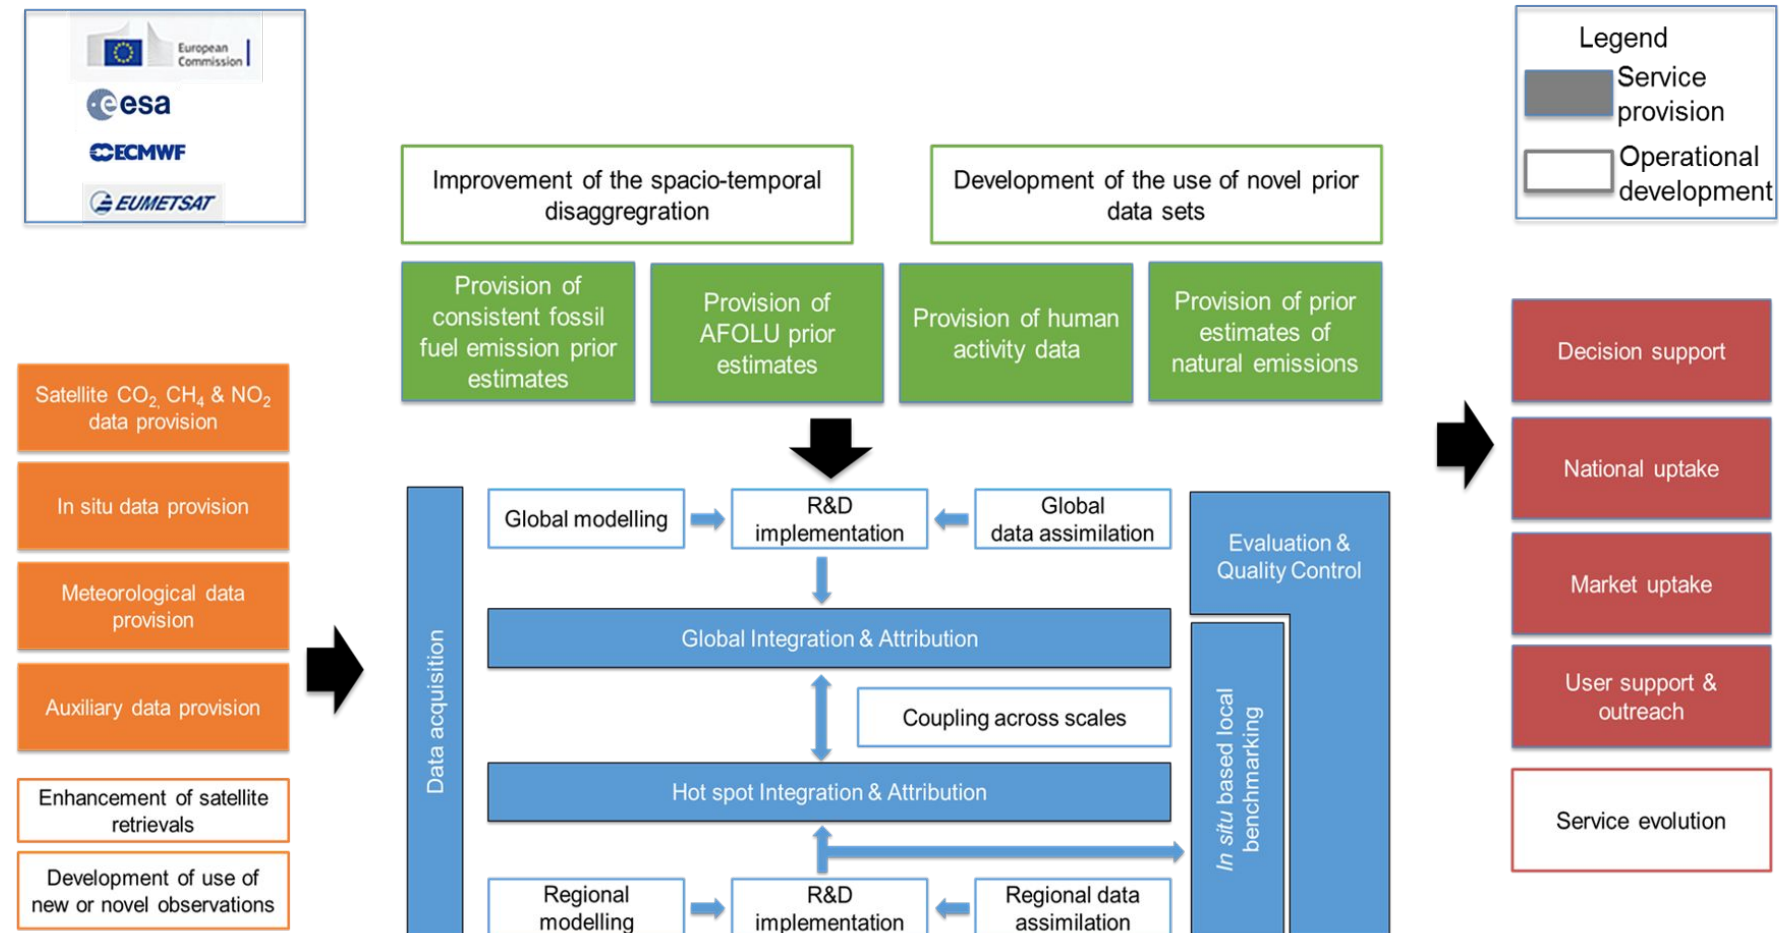 European
Commission
esa
ECMWF
EUMETSAT
Legend
Service
provision
Operational
development
Improvement of the spacio-temporal
disaggregration
Development of the use of novel prior
data sets
Provision of
consistent fossil
fuel emission prior
estimates
Provision of
AFOLU prior
estimates
Provision of human
activity data
Provision of prior
estimates of
natural emissions
Satellite CO₂, CH₄ & NO₂
data provision
In situ data provision
Meteorological data
provision
Auxiliary data provision
Enhancement of satellite
retrievals
Development of use of
new or novel observations
Data acquisition
Global modelling
R&D
implementation
Global
data assimilation
Global Integration & Attribution
Coupling across scales
Hot spot Integration & Attribution
Regional
modelling
R&D
implementation
Regional data
assimilation
Evaluation &
Quality Control
In situ based local
benchmarking
Decision support
National uptake
Market uptake
User support &
outreach
Service evolution